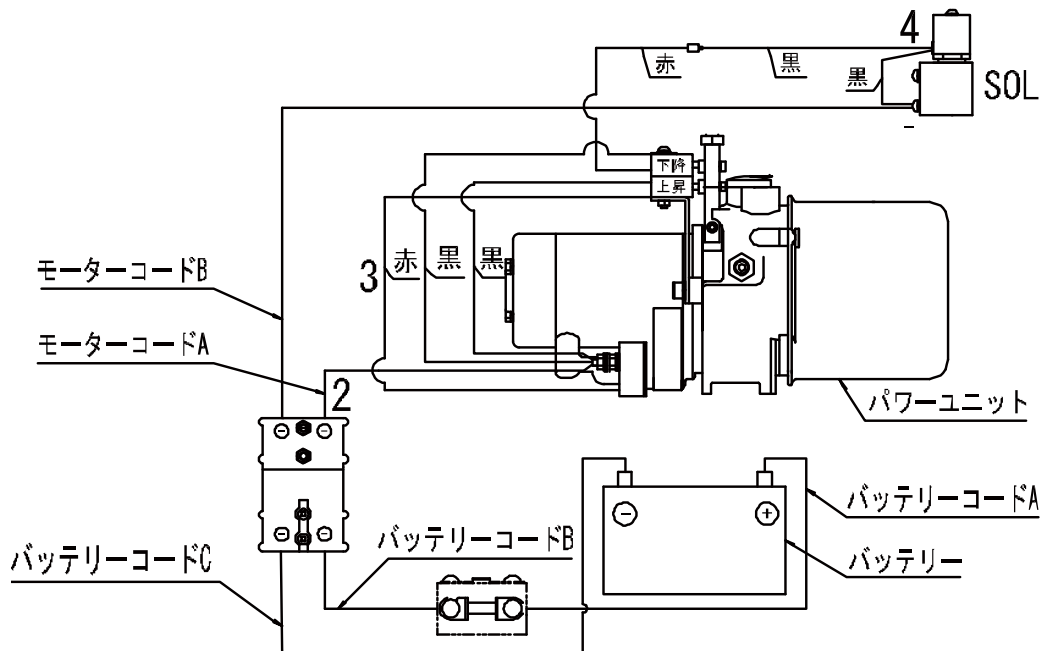 4
赤
黒
黒
SOL
下降
上昇
赤
黒
黒
3
モーターコードB
モーターコードA
2
パワーユニット
バッテリーコードA
バッテリーコードB
バッテリー
バッテリーコードC